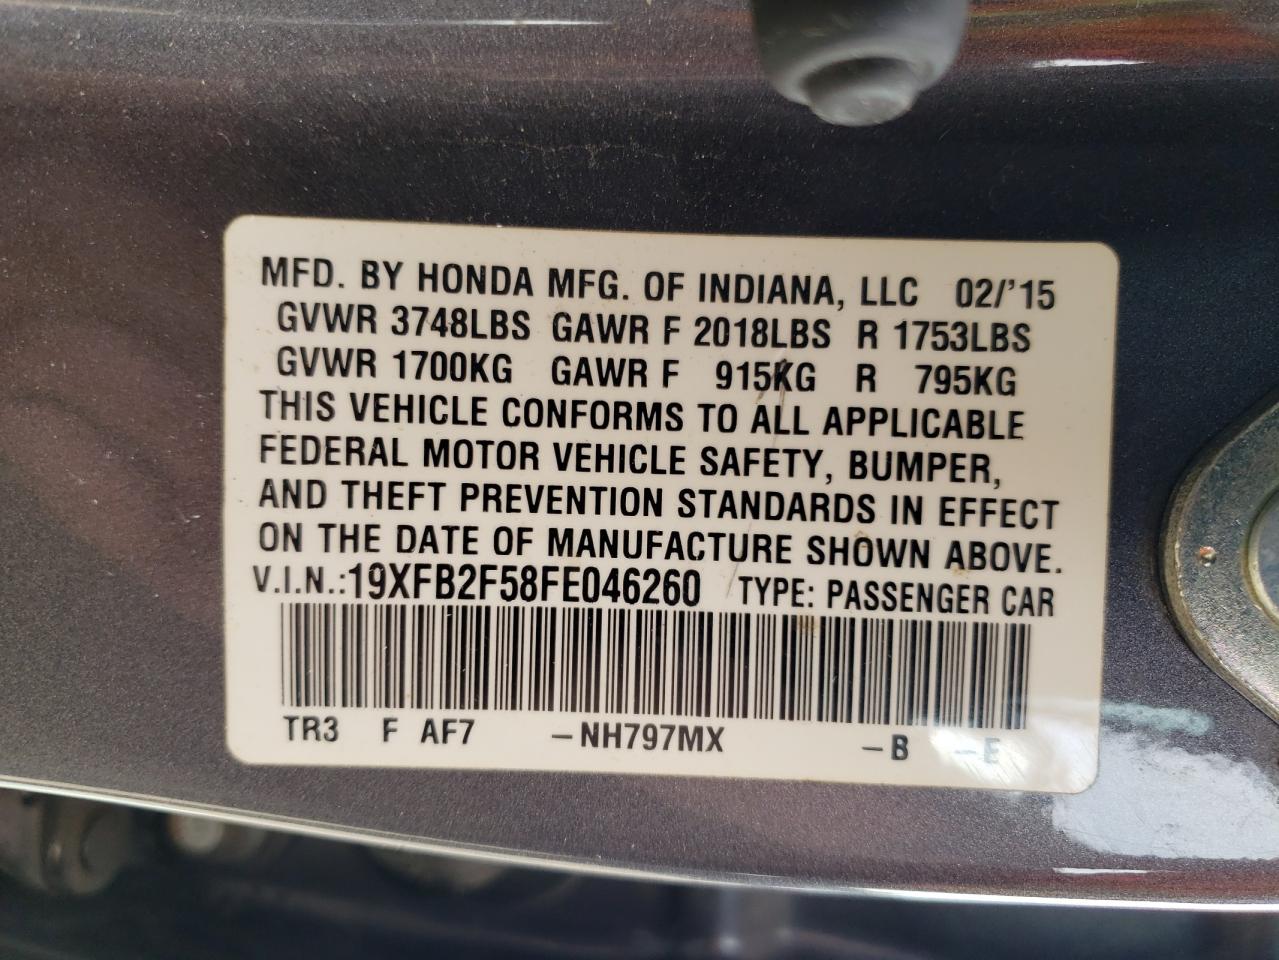 MFD. BY HONDA MFG. OF INDIANA, LLC 02/'15
GVWR 3748LBS GAWR F 2018LBS R 1753LBS
GVWR 1700KG GAWR F 915KG R 795KG
THIS VEHICLE CONFORMS TO ALL APPLICABLE
FEDERAL MOTOR VEHICLE SAFETY, BUMPER,
AND THEFT PREVENTION STANDARDS IN EFFECT
ON THE DATE OF MANUFACTURE SHOWN ABOVE.
V.I.N.:19XFB2F58FE046260 TYPE: PASSENGER CAR
TR3 F AF7 –NH797MX –B –E